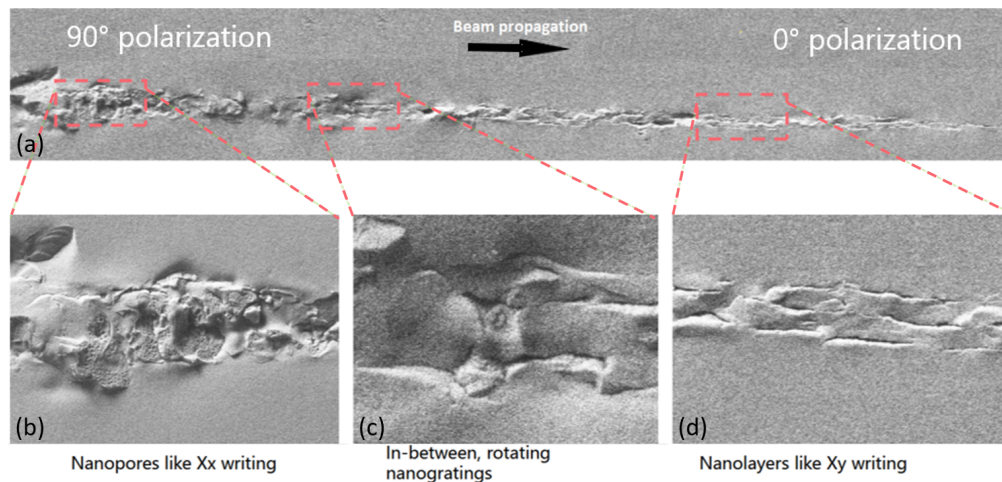 90° polarization
Beam propagation
0° polarization
(a)
(b)
(c)
(d)
Nanopores like Xx writing
In-between, rotating
nanogratings
Nanolayers like Xy writing